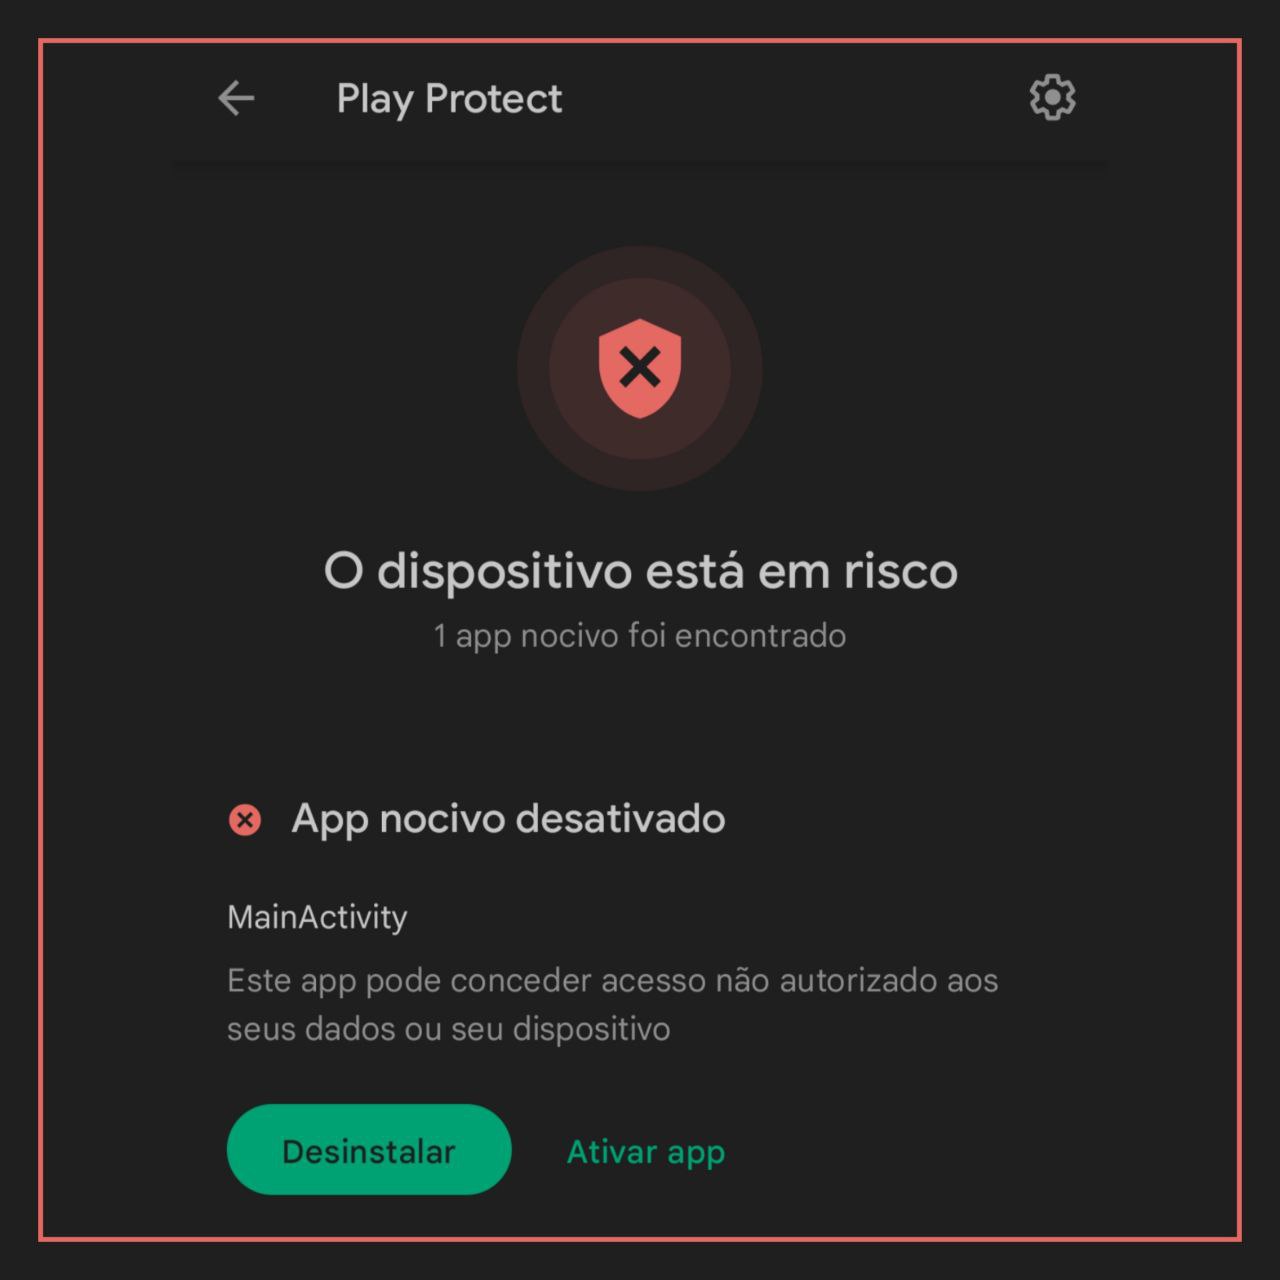 Play Protect
O dispositivo está em risco
1 app nocivo foi encontrado
App nocivo desativado
MainActivity
Este app pode conceder acesso não autorizado aos
seus dados ou seu dispositivo
Desinstalar
Ativar app